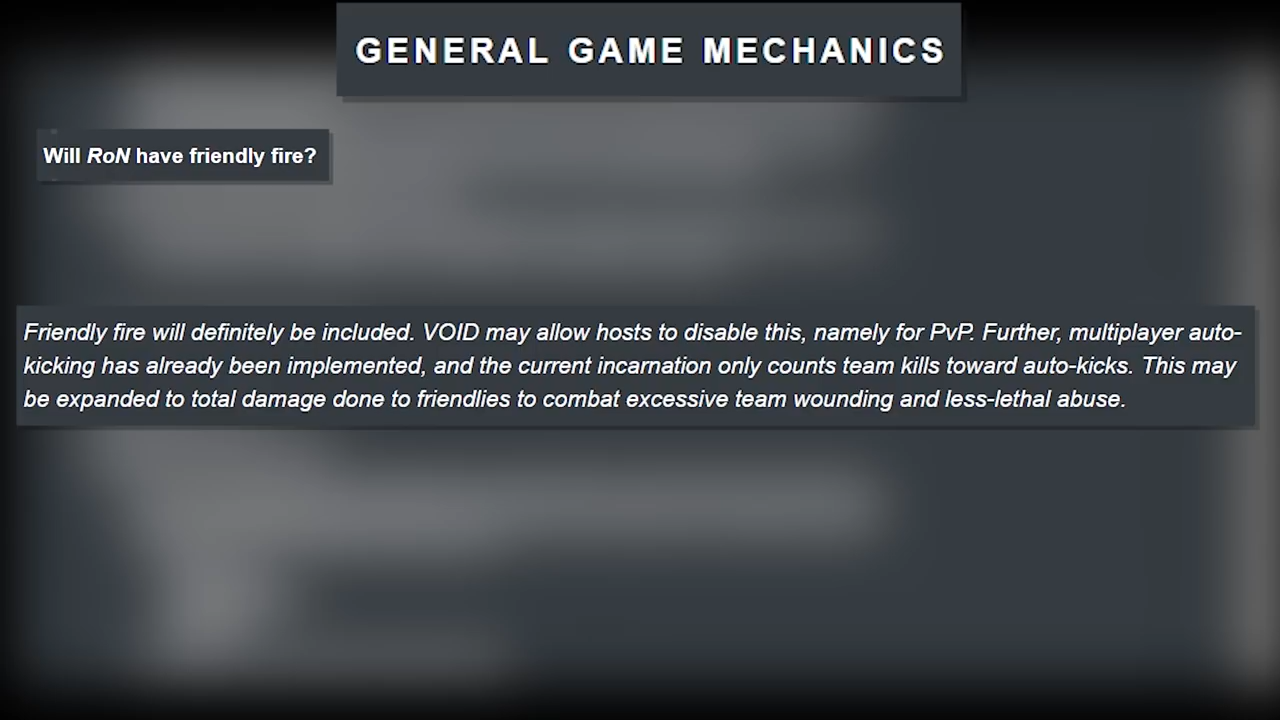 GENERAL GAME MECHANICS
Will RoN have friendly fire?
Friendly fire will definitely be included. VOID may allow hosts to disable this, namely for PvP. Further, multiplayer auto-
kicking has already been implemented, and the current incarnation only counts team kills toward auto-kicks. This may
be expanded to total damage done to friendlies to combat excessive team wounding and less-lethal abuse.